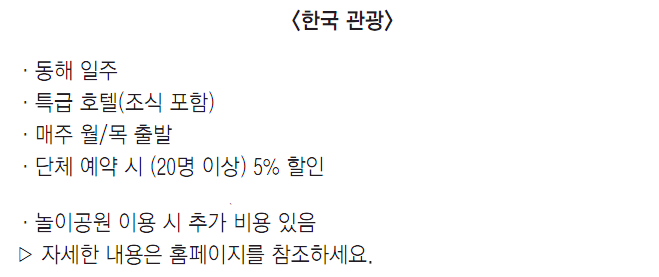 <한국 관광>
· 동해 일주
· 특급 호텔(조식 포함)
· 매주 월/목 출발
· 단체 예약 시 (20명 이상) 5% 할인
· 놀이공원 이용 시 추가 비용 있음
▷ 자세한 내용은 홈페이지를 참조하세요.